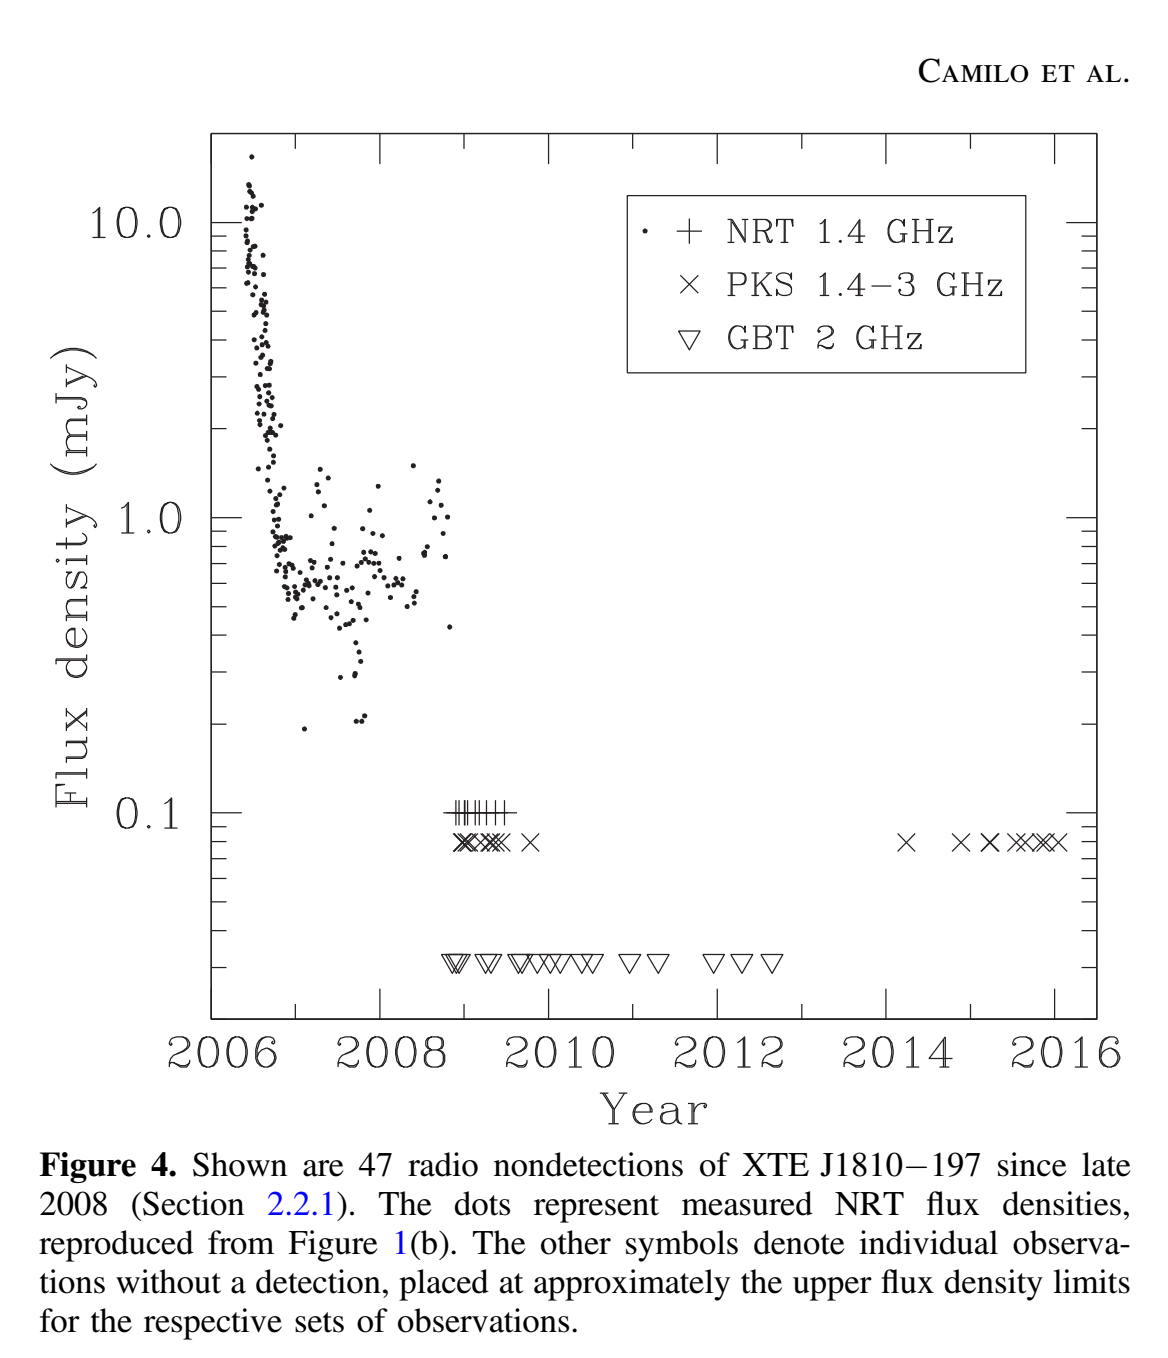 CAMILO ET AL.
10.0
1.0
0.1
Flux density (mJy)
NRT 1.4 GHz
PKS 1.4−3 GHz
GBT 2 GHz
2006 2008 2010 2012 2014 2016
Year
Figure 4. Shown are 47 radio nondetections of XTE J1810−197 since late
2008 (Section 2.2.1). The dots represent measured NRT flux densities,
reproduced from Figure 1(b). The other symbols denote individual observa-
tions without a detection, placed at approximately the upper flux density limits
for the respective sets of observations.